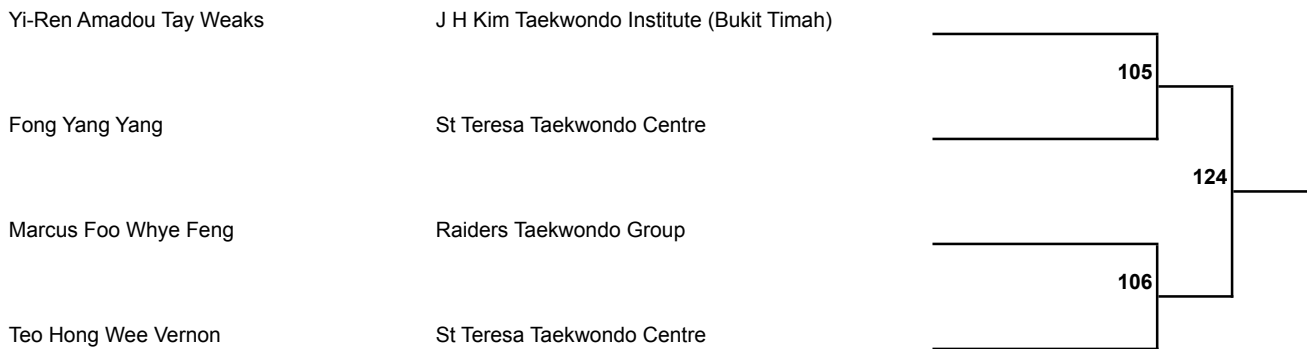 Yi-Ren Amadou Tay Weaks J H Kim Taekwondo Institute (Bukit Timah)
105
Fong Yang Yang St Teresa Taekwondo Centre
124
Marcus Foo Whye Feng Raiders Taekwondo Group
106
Teo Hong Wee Vernon St Teresa Taekwondo Centre